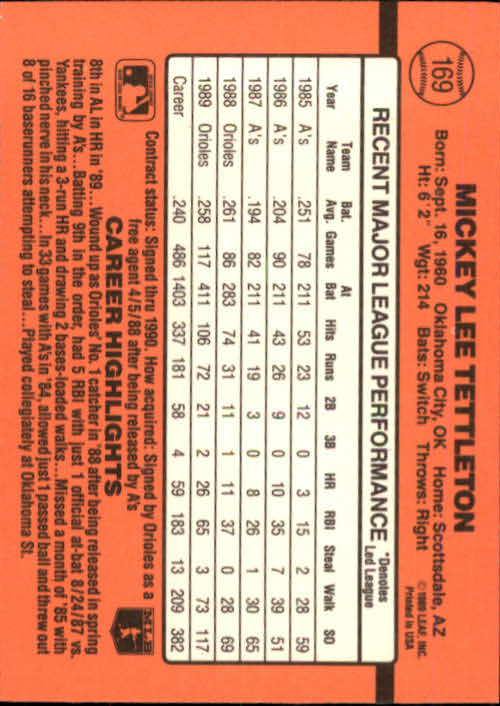 169
MICKEY LEE TETTLETON
Born: Sept. 16, 1960 Oklahoma City, OK Home: Scottsdale, AZ
Ht: 6' 2" Wgt: 214 Bats: Switch Throws: Right
© 1989 LEAF, INC.
Printed in USA
RECENT MAJOR LEAGUE PERFORMANCE *Denotes Led League
Year Team Name Bat. Avg. Games At Bat Hits Runs 2B 3B HR RBI Steal Walk SO
1985 A's .251 78 211 53 23 12 0 3 15 2 28 59
1986 A's .204 90 211 43 26 9 0 10 35 7 39 51
1987 A's .194 82 211 41 19 3 0 8 26 1 30 65
1988 Orioles .261 86 283 74 31 11 1 11 37 0 28 69
1989 Orioles .258 117 411 106 72 21 2 26 65 3 73 117
Career .240 486 1403 337 181 58 4 59 183 13 209 382
Contract status: Signed thru 1990. How acquired: Signed by Orioles as a
free agent 4/5/88 after being released by A's
MLB
CAREER HIGHLIGHTS
8th in AL in HR in '89...Wound up as Orioles' No. 1 catcher in '88 after being released in spring
training by A's...Batting 9th in the order, had 5 RBI with just 1 official at-bat 8/24/87 vs.
Yankees, hitting a 3-run HR and drawing 2 bases-loaded walks...Missed a month of '85 with
pinched nerve in his neck...In 33 games with A's in '84, allowed just 1 passed ball and threw out
8 of 16 baserunners attempting to steal...Played collegiately at Oklahoma St.